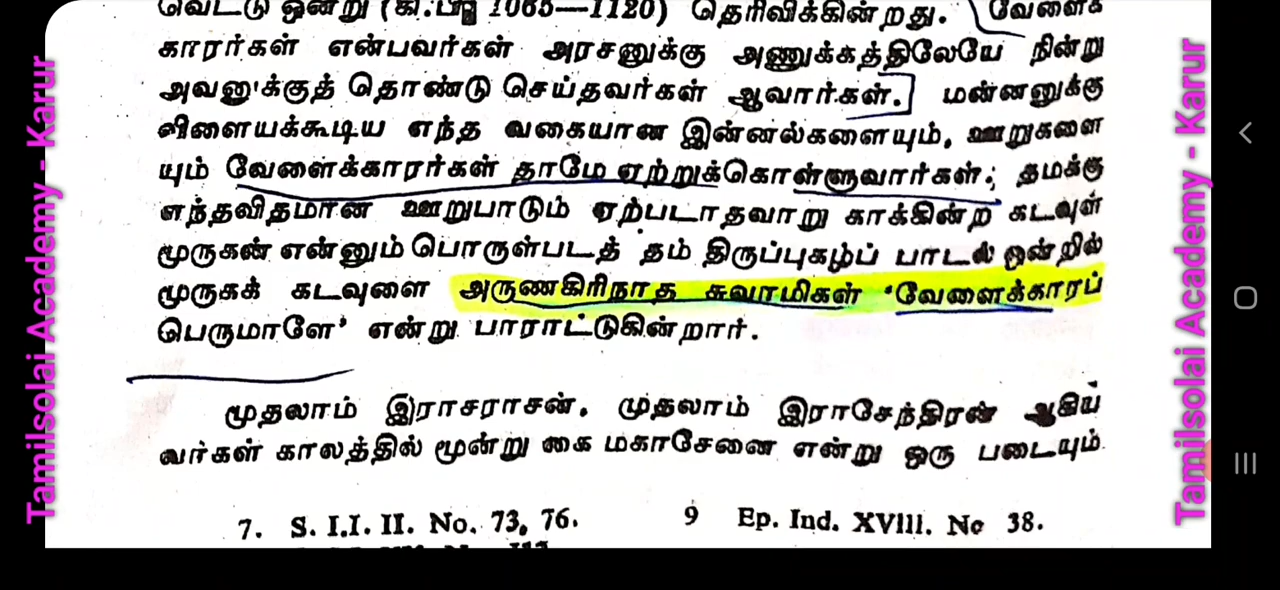 வெட்டு ஒன்று (கி.பி 1065—1120) தெரிவிக்கின்றது. வேளைக்
காரர்கள் என்பவர்கள் அரசனுக்கு அணுக்கத்திலேயே நின்று
அவனுக்குத் தொண்டு செய்தவர்கள் ஆவார்கள். மன்னனுக்கு
விளையக்கூடிய எந்த வகையான இன்னல்களையும், ஊறுகளை
யும் வேளைக்காரர்கள் தாமே ஏற்றுக்கொள்ளுவார்கள்; தமக்கு
எந்தவிதமான ஊறுபாடும் ஏற்படாதவாறு காக்கின்ற கடவுள்
முருகன் என்னும் பொருள்படத் தம் திருப்புகழ்ப் பாடல் ஒன்றில்
முருகக் கடவுளை அருணகிரிநாத சுவாமிகள் 'வேளைக்காரப்
பெருமாளே' என்று பாராட்டுகின்றார்.
முதலாம் இராசராசன், முதலாம் இராசேந்திரன் ஆகிய
வர்கள் காலத்தில் மூன்று கை மகாசேனை என்று ஒரு படையும்
7. S. I.I. II. No. 73, 76.
9 Ep. Ind. XVIII. No 38.
Tamilsolai Academy - Karur
Tamilsolai Academy - Karur